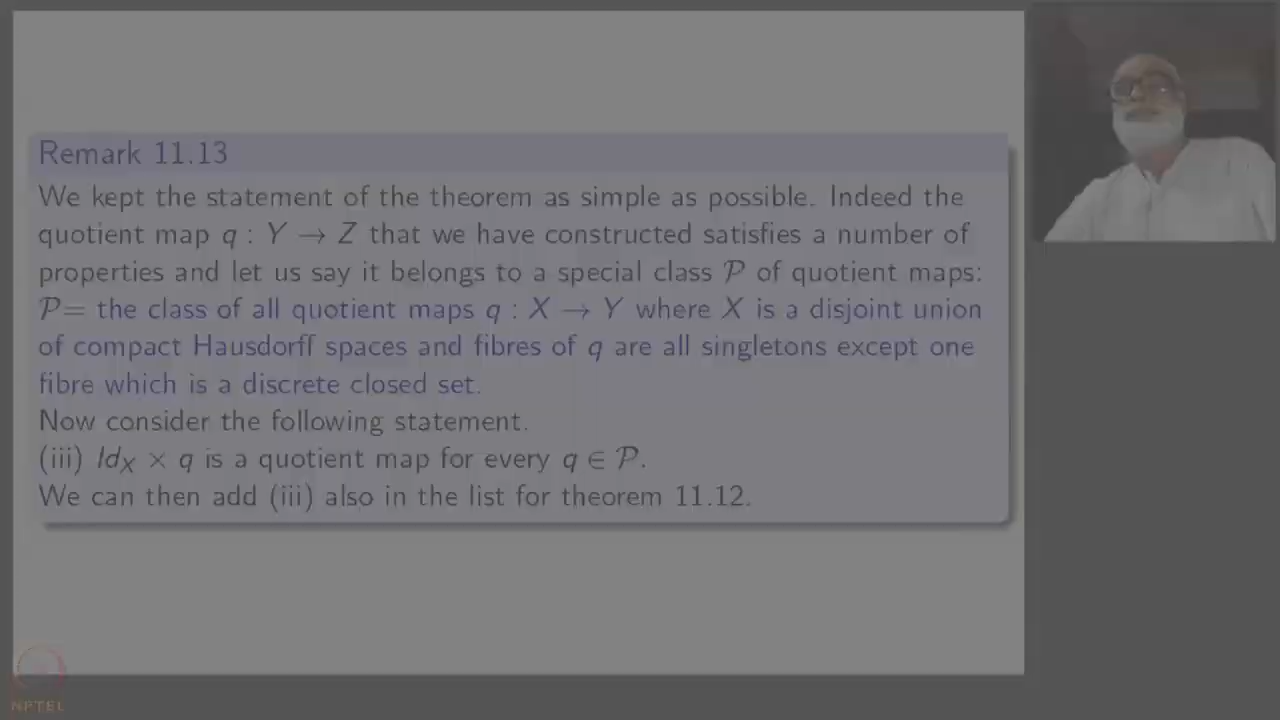 Remark 11.13
We kept the statement of the theorem as simple as possible. Indeed the
quotient map q : Y → Z that we have constructed satisfies a number of
properties and let us say it belongs to a special class 𝒫 of quotient maps:
𝒫= the class of all quotient maps q : X → Y where X is a disjoint union
of compact Hausdorff spaces and fibres of q are all singletons except one
fibre which is a discrete closed set.
Now consider the following statement.
(iii) Id_X × q is a quotient map for every q ∈ 𝒫.
We can then add (iii) also in the list for theorem 11.12.
NPTEL